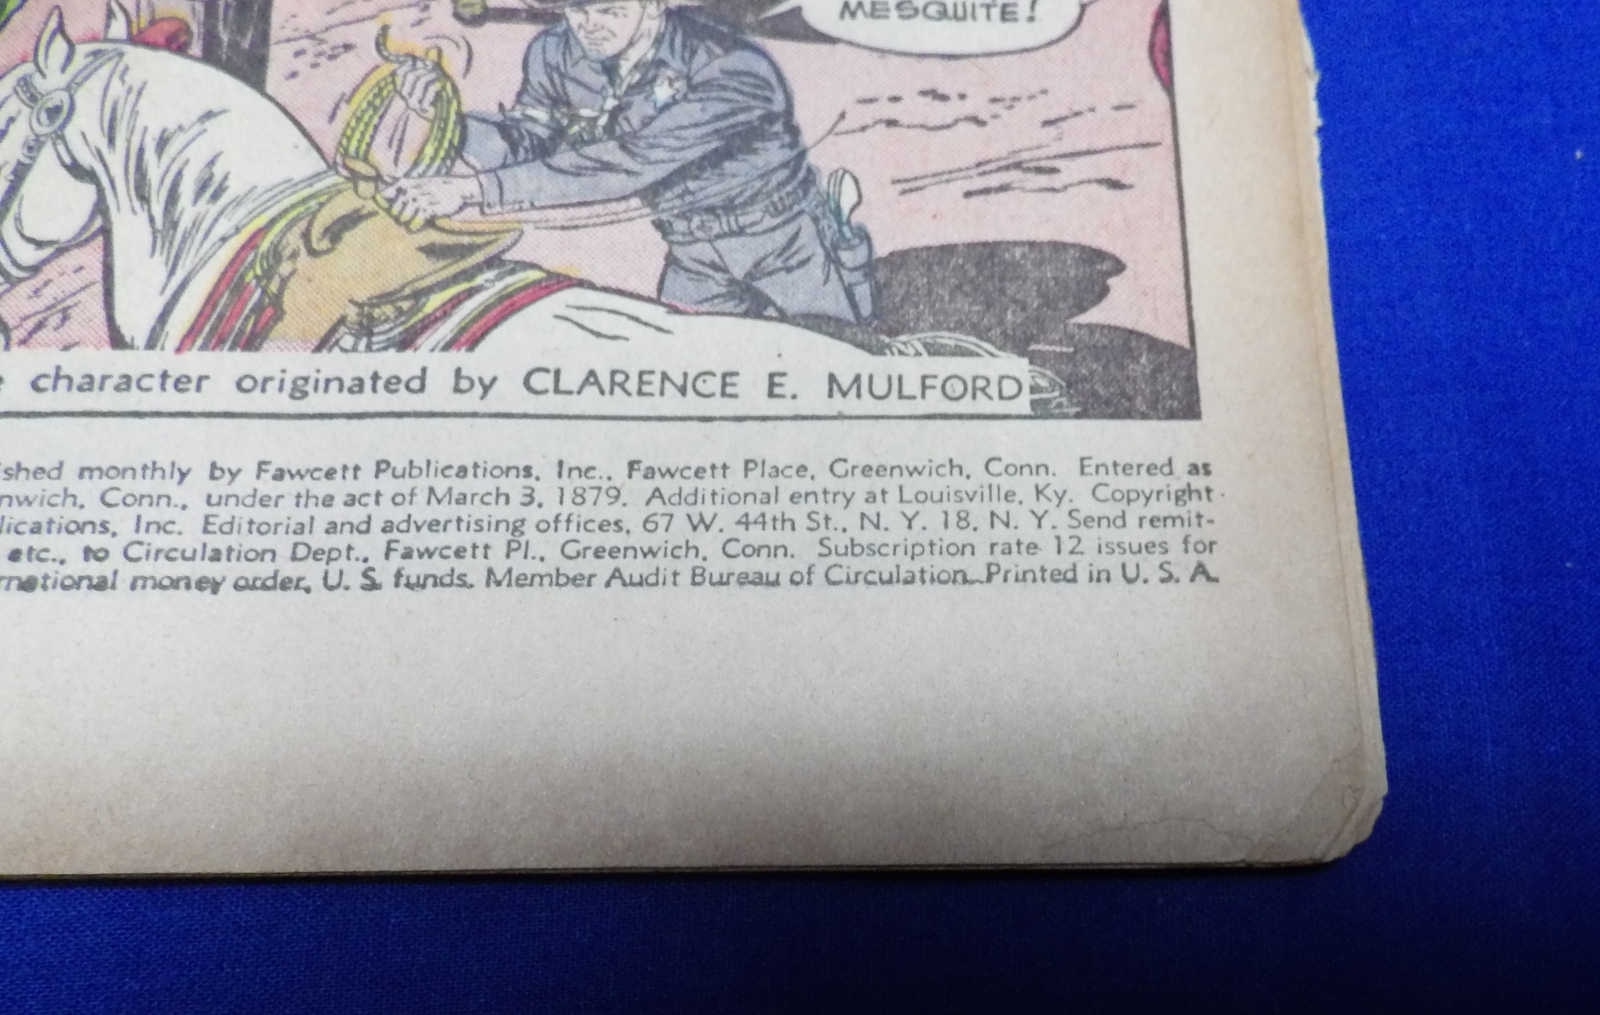 MESQUITE!
character originated by CLARENCE E. MULFORD
shed monthly by Fawcett Publications, Inc., Fawcett Place, Greenwich, Conn. Entered as
nwich, Conn., under the act of March 3, 1879. Additional entry at Louisville, Ky. Copyright
lications, Inc. Editorial and advertising offices, 67 W. 44th St., N. Y. 18, N. Y. Send remit-
etc., to Circulation Dept., Fawcett Pl., Greenwich, Conn. Subscription rate 12 issues for
national money order, U. S. funds. Member Audit Bureau of Circulation. Printed in U. S. A.